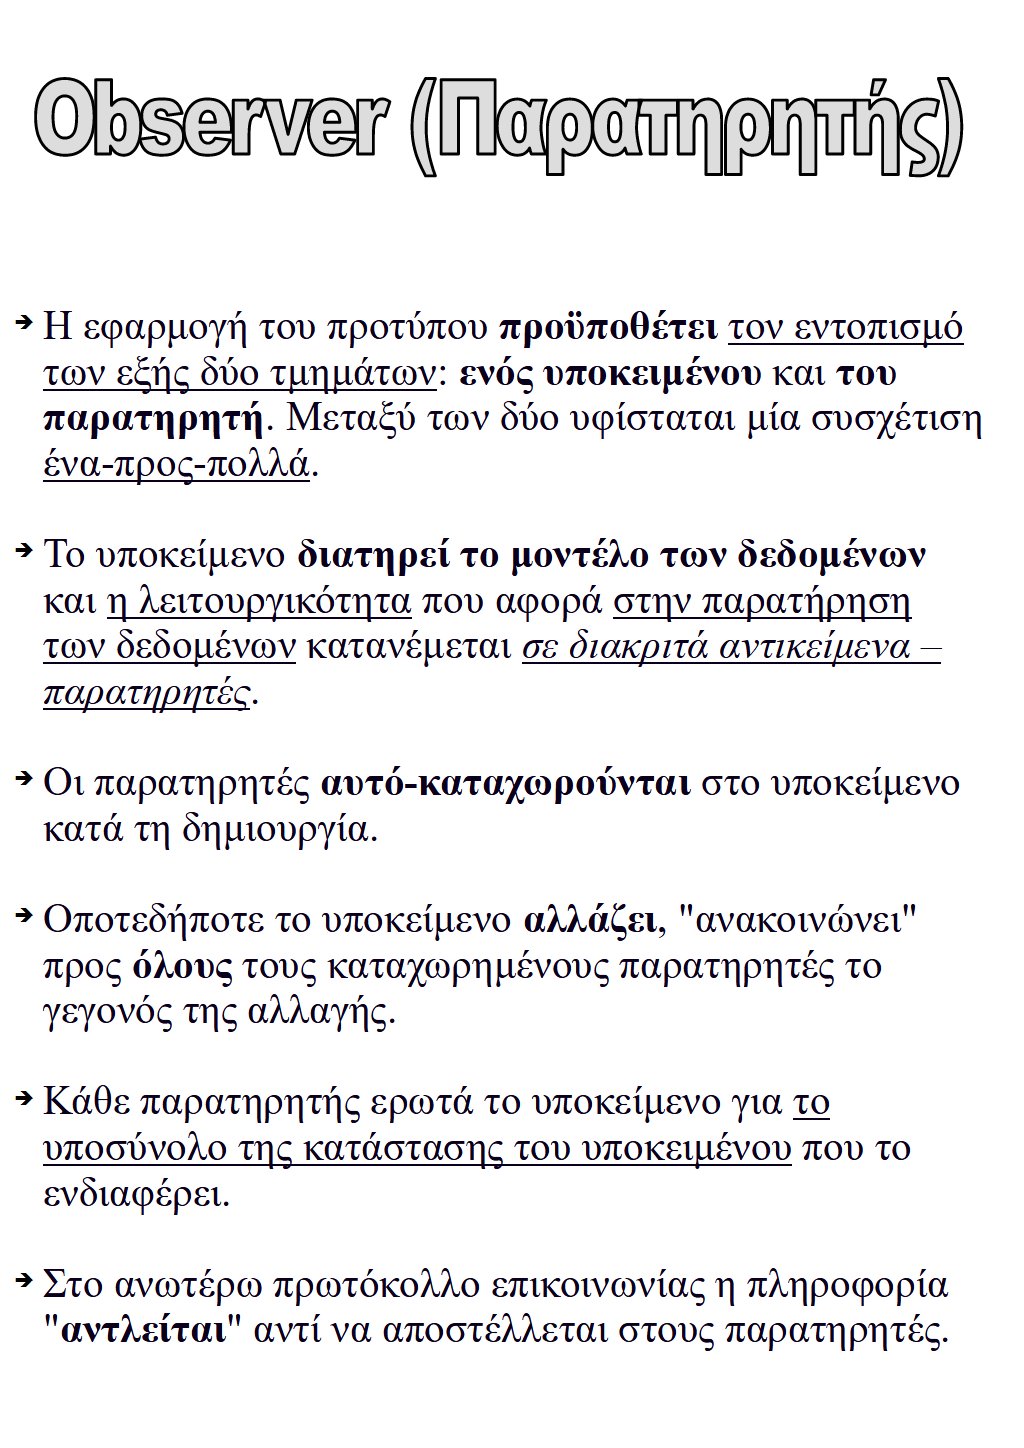 Observer (Παρατηρητής)
➔ Η εφαρμογή του προτύπου προϋποθέτει τον εντοπισμό
των εξής δύο τμημάτων: ενός υποκειμένου και του
παρατηρητή. Μεταξύ των δύο υφίσταται μία συσχέτιση
ένα-προς-πολλά.
➔ Το υποκείμενο διατηρεί το μοντέλο των δεδομένων
και η λειτουργικότητα που αφορά στην παρατήρηση
των δεδομένων κατανέμεται σε διακριτά αντικείμενα –
παρατηρητές.
➔ Οι παρατηρητές αυτό-καταχωρούνται στο υποκείμενο
κατά τη δημιουργία.
➔ Οποτεδήποτε το υποκείμενο αλλάζει, "ανακοινώνει"
προς όλους τους καταχωρημένους παρατηρητές το
γεγονός της αλλαγής.
➔ Κάθε παρατηρητής ερωτά το υποκείμενο για το
υποσύνολο της κατάστασης του υποκειμένου που το
ενδιαφέρει.
➔ Στο ανωτέρω πρωτόκολλο επικοινωνίας η πληροφορία
"αντλείται" αντί να αποστέλλεται στους παρατηρητές.